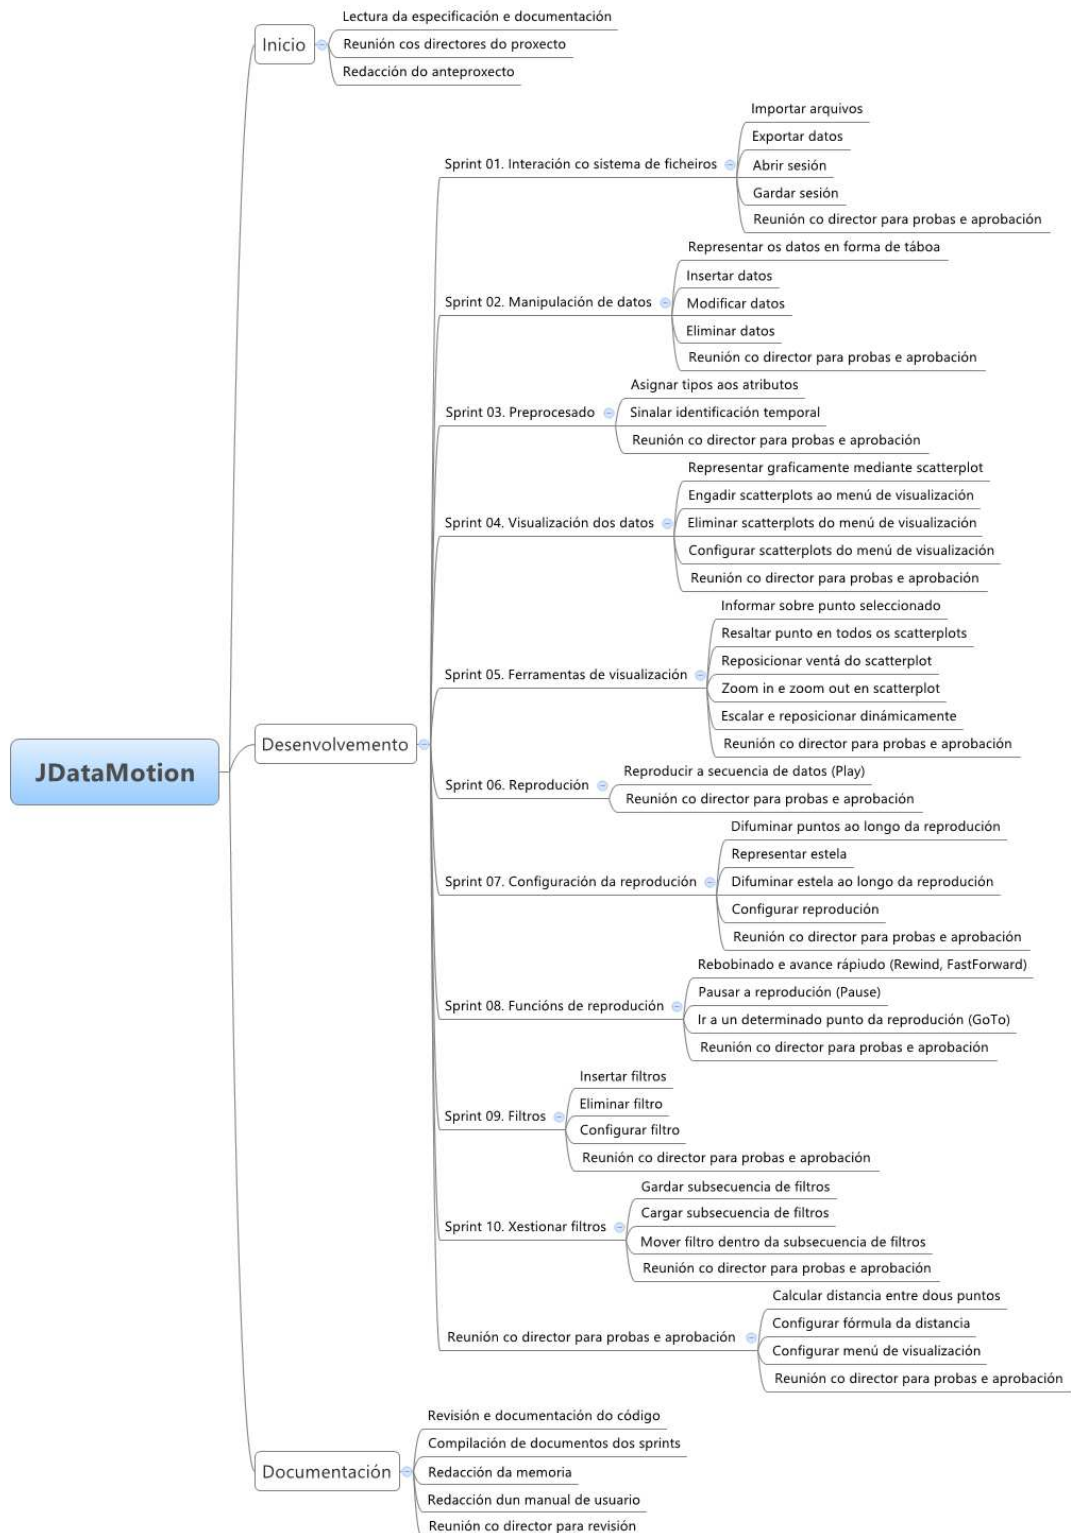 Lectura da especificación e documentación
Inicio
Reunión cos directores do proxecto
Redacción do anteproxecto
Importar arquivos
Exportar datos
Sprint 01. Interación co sistema de ficheiros
Abrir sesión
Gardar sesión
Reunión co director para probas e aprobación
Representar os datos en forma de táboa
Insertar datos
Sprint 02. Manipulación de datos
Modificar datos
Eliminar datos
Reunión co director para probas e aprobación
Asignar tipos aos atributos
Sprint 03. Preprocesado
Sinalar identificación temporal
Reunión co director para probas e aprobación
Representar graficamente mediante scatterplot
Engadir scatterplots ao menú de visualización
Sprint 04. Visualización dos datos
Eliminar scatterplots do menú de visualización
Configurar scatterplots do menú de visualización
Reunión co director para probas e aprobación
Informar sobre punto seleccionado
Resaltar punto en todos os scatterplots
Reposicionar ventá do scatterplot
Sprint 05. Ferramentas de visualización
Zoom in e zoom out en scatterplot
Escalar e reposicionar dinámicamente
Reunión co director para probas e aprobación
Desenvolvemento
JDataMotion
Reproducir a secuencia de datos (Play)
Sprint 06. Reprodución
Reunión co director para probas e aprobación
Difuminar puntos ao longo da reprodución
Representar estela
Sprint 07. Configuración da reprodución
Difuminar estela ao longo da reprodución
Configurar reprodución
Reunión co director para probas e aprobación
Rebobinado e avance rápiudo (Rewind, FastForward)
Pausar a reprodución (Pause)
Sprint 08. Funcións de reprodución
Ir a un determinado punto da reprodución (GoTo)
Reunión co director para probas e aprobación
Insertar filtros
Eliminar filtro
Sprint 09. Filtros
Configurar filtro
Reunión co director para probas e aprobación
Gardar subsecuencia de filtros
Cargar subsecuencia de filtros
Sprint 10. Xestionar filtros
Mover filtro dentro da subsecuencia de filtros
Reunión co director para probas e aprobación
Calcular distancia entre dous puntos
Configurar fórmula da distancia
Reunión co director para probas e aprobación
Configurar menú de visualización
Reunión co director para probas e aprobación
Revisión e documentación do código
Compilación de documentos dos sprints
Documentación
Redacción da memoria
Redacción dun manual de usuario
Reunión co director para revisión